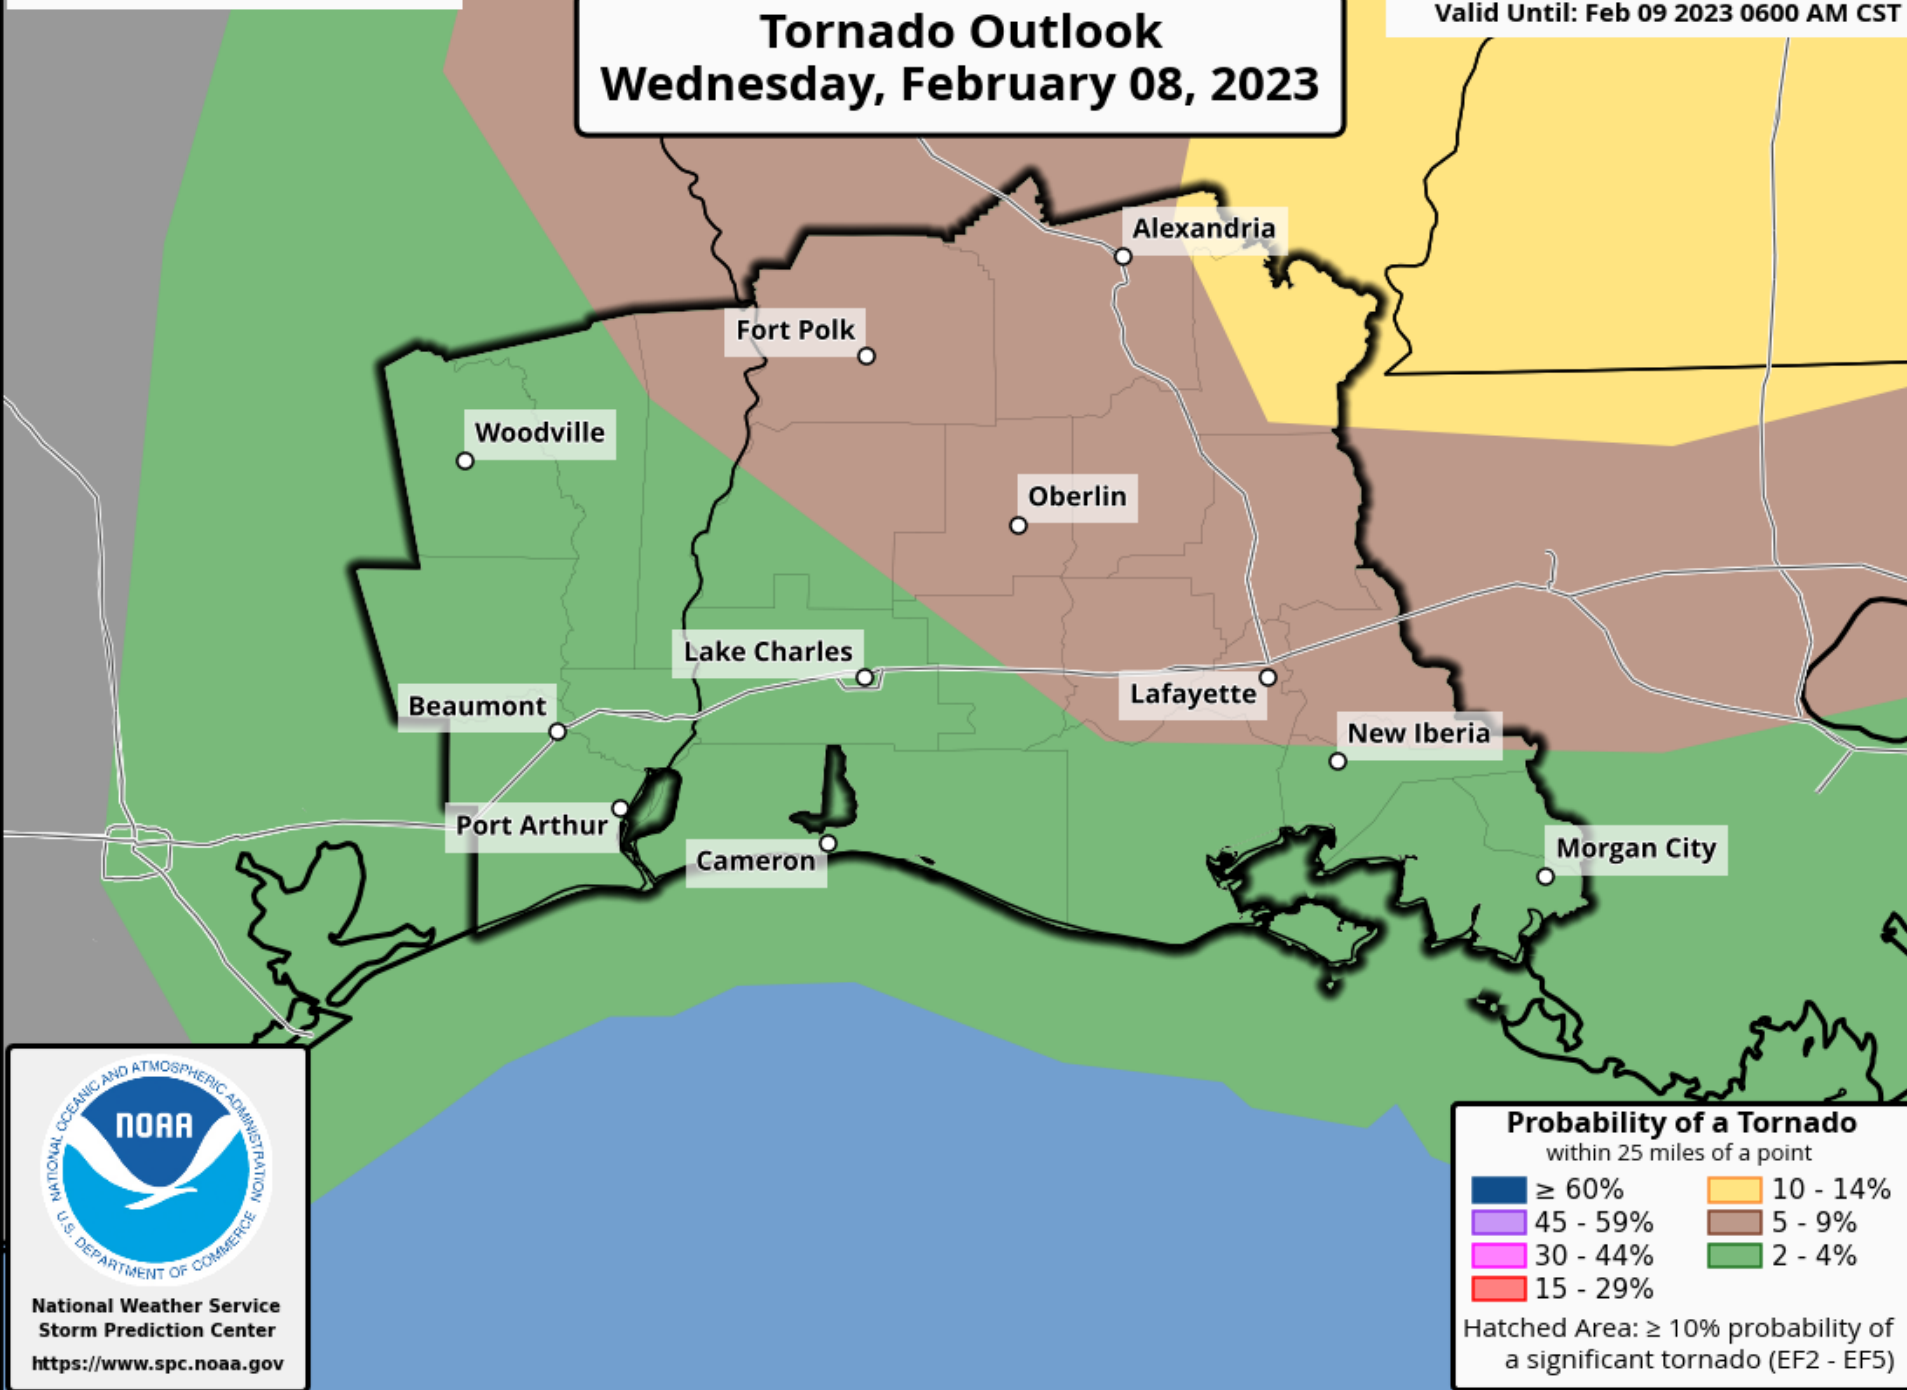 Tornado Outlook
Wednesday, February 08, 2023
Valid Until: Feb 09 2023 0600 AM CST
Alexandria
Fort Polk
Woodville
Oberlin
Lake Charles
Lafayette
Beaumont
New Iberia
Port Arthur
Cameron
Morgan City
NATIONAL OCEANIC AND ATMOSPHERIC ADMINISTRATION
NOAA
U.S. DEPARTMENT OF COMMERCE
National Weather Service
Storm Prediction Center
https://www.spc.noaa.gov
Probability of a Tornado
within 25 miles of a point
≥ 60%
45 - 59%
30 - 44%
15 - 29%
10 - 14%
5 - 9%
2 - 4%
Hatched Area: ≥ 10% probability of
a significant tornado (EF2 - EF5)